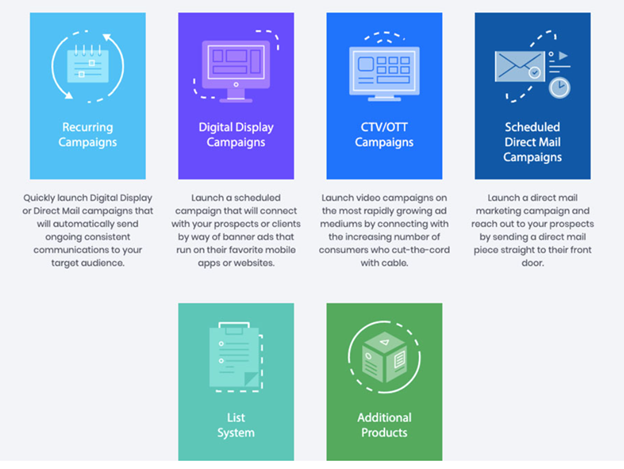 Recurring
Campaigns
Digital Display
Campaigns
CTV/OTT
Campaigns
Scheduled
Direct Mail
Campaigns
Quickly launch Digital Display
or Direct Mail campaigns that
will automatically send
ongoing consistent
communications to your
target audience.
Launch a scheduled
campaign that will connect
with your prospects or clients
by way of banner ads that
run on their favorite mobile
apps or websites.
Launch video campaigns on
the most rapidly growing ad
mediums by connecting with
the increasing number of
consumers who cut-the-cord
with cable.
Launch a direct mail
marketing campaign and
reach out to your prospects
by sending a direct mail
piece straight to their front
door.
List
System
Additional
Products